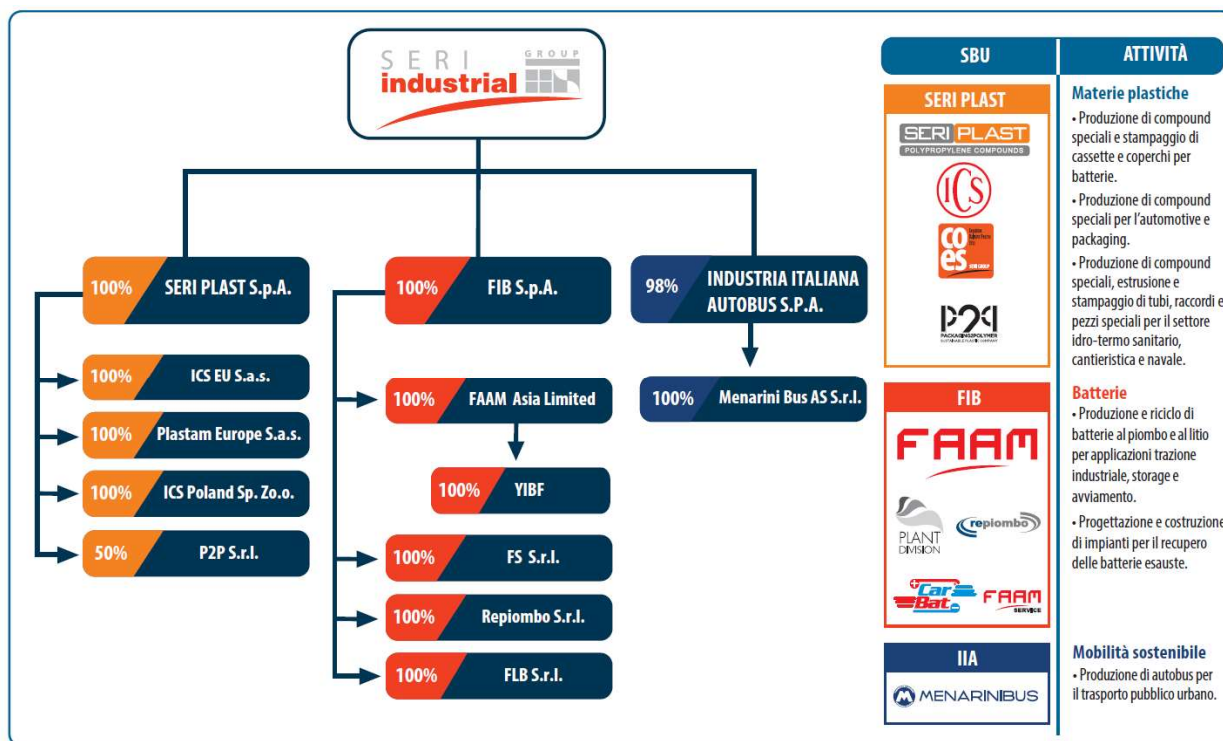 SERI GROUP
industrial
100% SERI PLAST S.p.A.
100% ICS EU S.a.s.
100% Plastam Europe S.a.s.
100% ICS Poland Sp. Zo.o.
50% P2P S.r.l.
100% FIB S.p.A.
100% FAAM Asia Limited
100% YIBF
100% FS S.r.l.
100% Repiombo S.r.l.
100% FLB S.r.l.
98% INDUSTRIA ITALIANA
AUTOBUS S.P.A.
100% Menarini Bus AS S.r.l.
SBU
ATTIVITÀ
SERI PLAST
SERI PLAST
POLYPROPYLENE COMPOUNDS
ICS
co
es
SERI GROUP
P2P
PACKAGING2POLYMER
Materie plastiche
• Produzione di compound
speciali e stampaggio di
cassette e coperchi per
batterie.
• Produzione di compound
speciali per l'automotive e
packaging.
• Produzione di compound
speciali, estrusione e
stampaggio di tubi, raccordi e
pezzi speciali per il settore
idro-termo sanitario,
cantieristica e navale.
FIB
FAAM
PLANT
DIVISION
repiombo
Car
Bat
FAAM
SERVICE
Batterie
• Produzione e riciclo di
batterie al piombo e al litio
per applicazioni trazione
industriale, storage e
avviamento.
• Progettazione e costruzione
di impianti per il recupero
delle batterie esauste.
IIA
MENARINIBUS
Mobilità sostenibile
• Produzione di autobus per
il trasporto pubblico urbano.